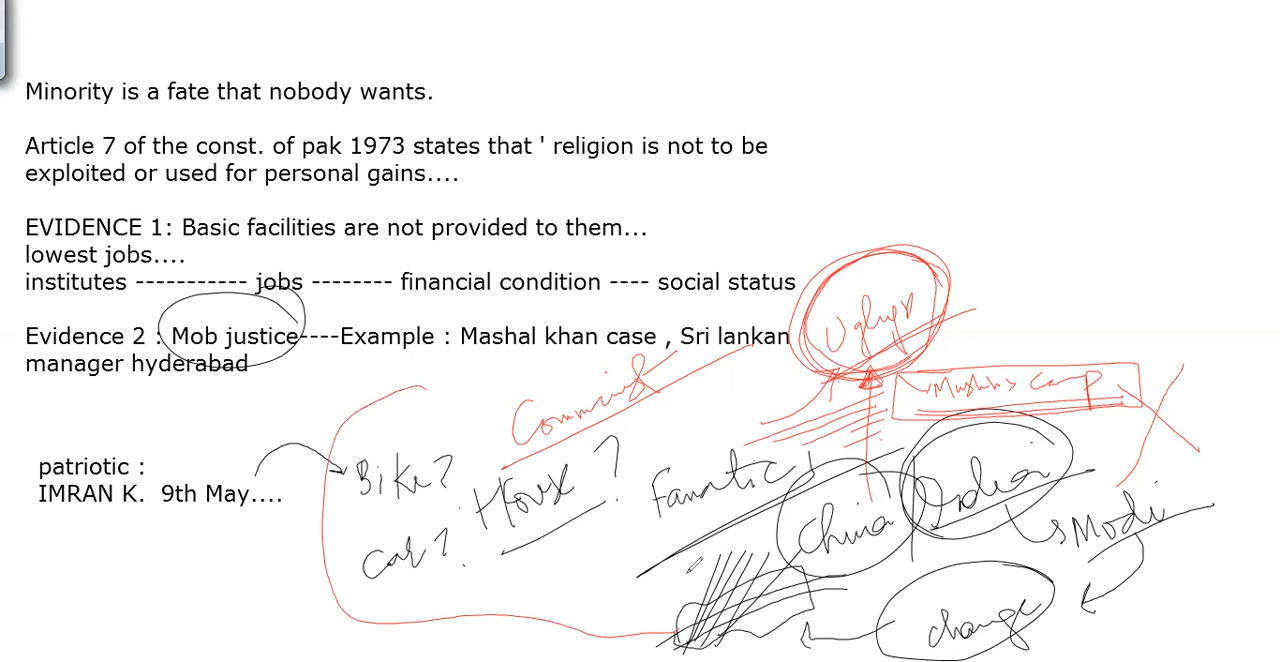 Minority is a fate that nobody wants.
Article 7 of the const. of pak 1973 states that ' religion is not to be
exploited or used for personal gains....
EVIDENCE 1: Basic facilities are not provided to them...
lowest jobs....
institutes ----------- jobs -------- financial condition ---- social status
Evidence 2 : Mob justice----Example : Mashal khan case , Sri lankan
manager hyderabad
patriotic :
IMRAN K. 9th May....
Bike?
House ?
Fanatic
Car ?
China
India
Modi
Camp
change